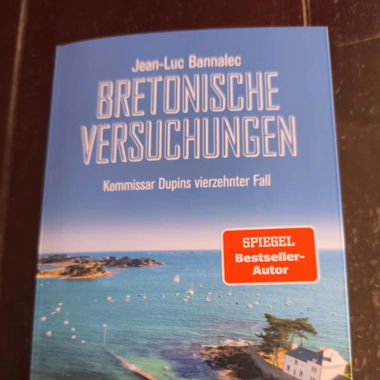 Jean-Luc Bannalec
BRETONISCHE
VERSUCHUNGEN
Kommissar Dupins vierzehnter Fall
SPIEGEL
Bestseller-
Autor